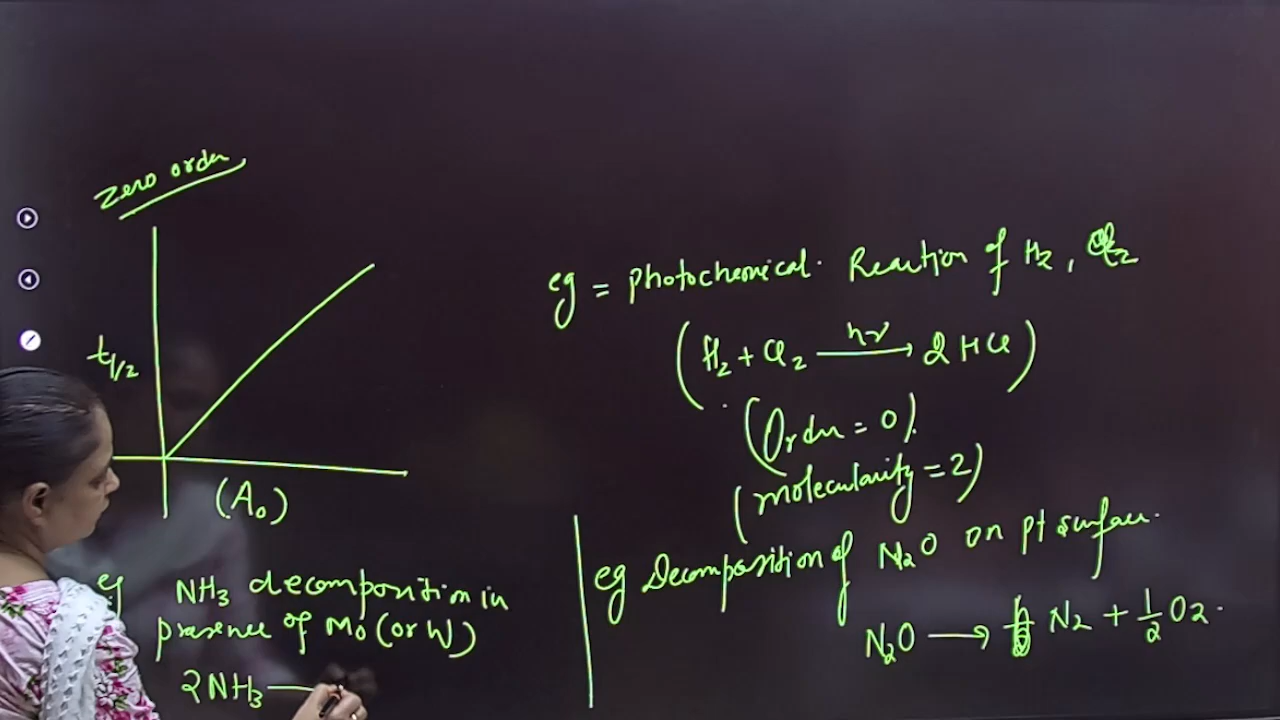 Zero order
t1/2
(A₀)
eg NH₃ decomposition in
presence of Mo (or W)
2NH₃ —
eg = photochemical. Reaction of H₂, Cl₂
(H₂ + Cl₂ —hν→ 2HCl)
(Order = 0).
(molecularity = 2)
eg Decomposition of N₂O on pt surface.
N₂O → N₂ + 1/2 O₂.